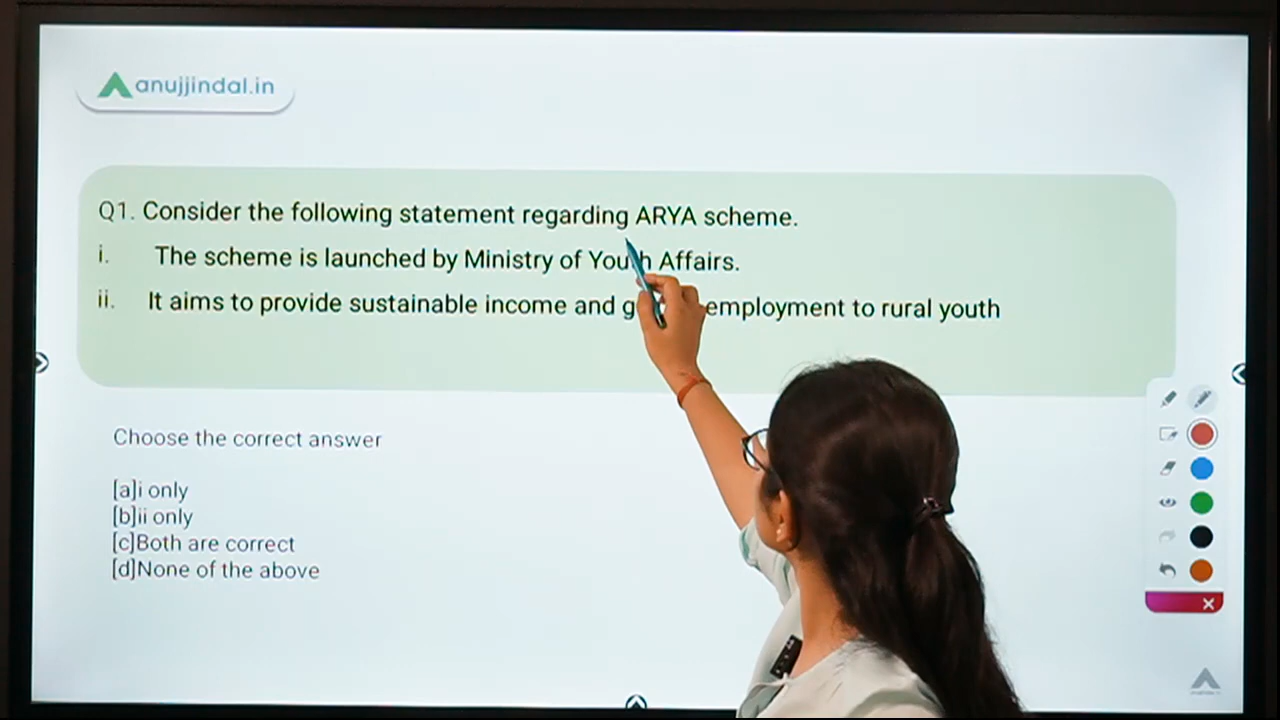 anujjindal.in
Q1. Consider the following statement regarding ARYA scheme.
i. The scheme is launched by Ministry of Youth Affairs.
ii. It aims to provide sustainable income and employment to rural youth
Choose the correct answer
[a]i only
[b]ii only
[c]Both are correct
[d]None of the above